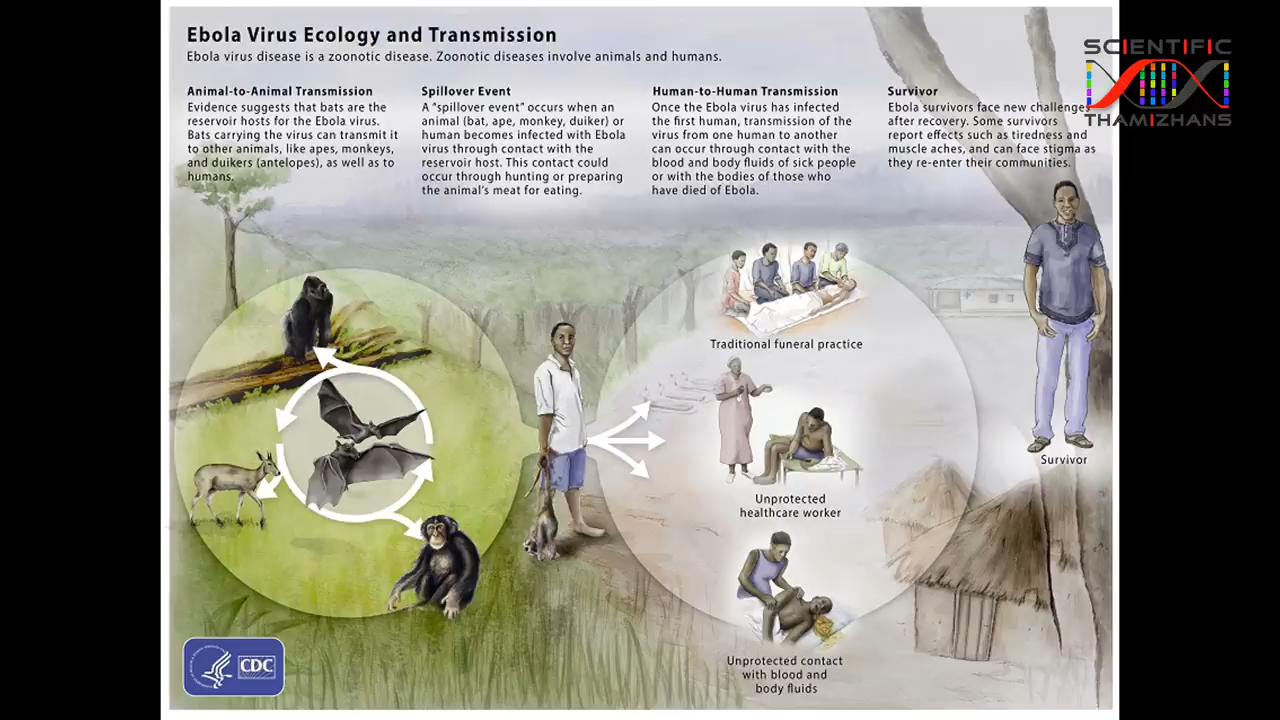 Ebola Virus Ecology and Transmission
Ebola virus disease is a zoonotic disease. Zoonotic diseases involve animals and humans.
Animal-to-Animal Transmission
Evidence suggests that bats are the
reservoir hosts for the Ebola virus.
Bats carrying the virus can transmit it
to other animals, like apes, monkeys,
and duikers (antelopes), as well as to
humans.
Spillover Event
A "spillover event" occurs when an
animal (bat, ape, monkey, duiker) or
human becomes infected with Ebola
virus through contact with the
reservoir host. This contact could
occur through hunting or preparing
the animal's meat for eating.
Human-to-Human Transmission
Once the Ebola virus has infected
the first human, transmission of the
virus from one human to another
can occur through contact with the
blood and body fluids of sick people
or with the bodies of those who
have died of Ebola.
Survivor
Ebola survivors face new challenges
after recovery. Some survivors
report effects such as tiredness and
muscle aches, and can face stigma as
they re-enter their communities.
SCIENTIFIC
THAMIZHANS
Traditional funeral practice
Unprotected
healthcare worker
Unprotected contact
with blood and
body fluids
Survivor
CDC